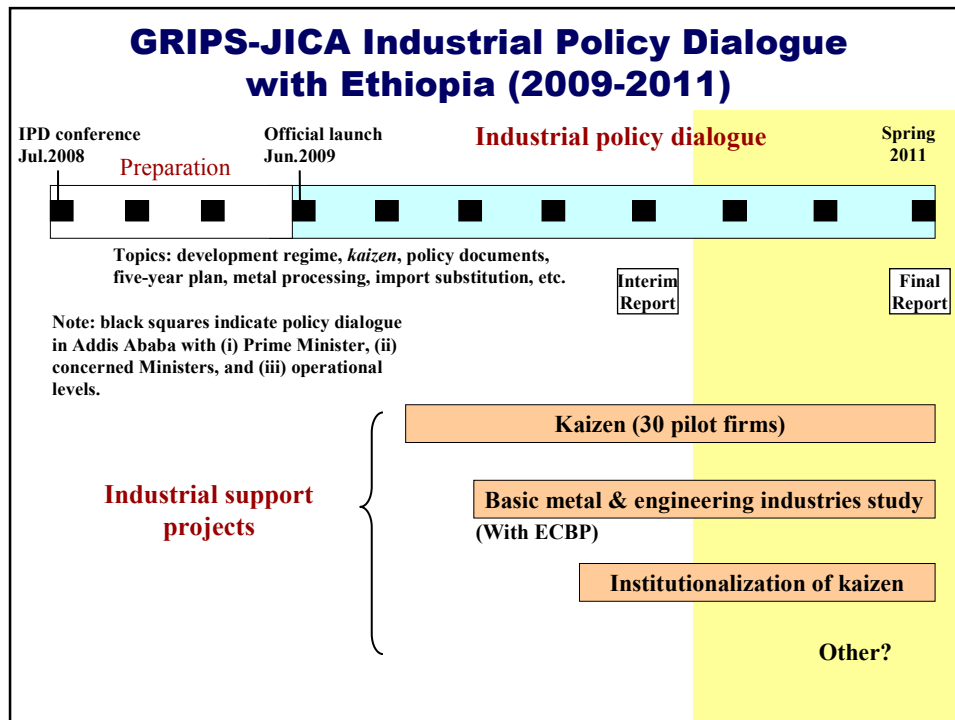 GRIPS-JICA Industrial Policy Dialogue
with Ethiopia (2009-2011)
IPD conference
Jul.2008
Preparation
Official launch
Jun.2009
Industrial policy dialogue
Spring
2011
Topics: development regime, kaizen, policy documents,
five-year plan, metal processing, import substitution, etc.
Interim
Report
Final
Report
Note: black squares indicate policy dialogue
in Addis Ababa with (i) Prime Minister, (ii)
concerned Ministers, and (iii) operational
levels.
Industrial support
projects
Kaizen (30 pilot firms)
Basic metal & engineering industries study
(With ECBP)
Institutionalization of kaizen
Other?